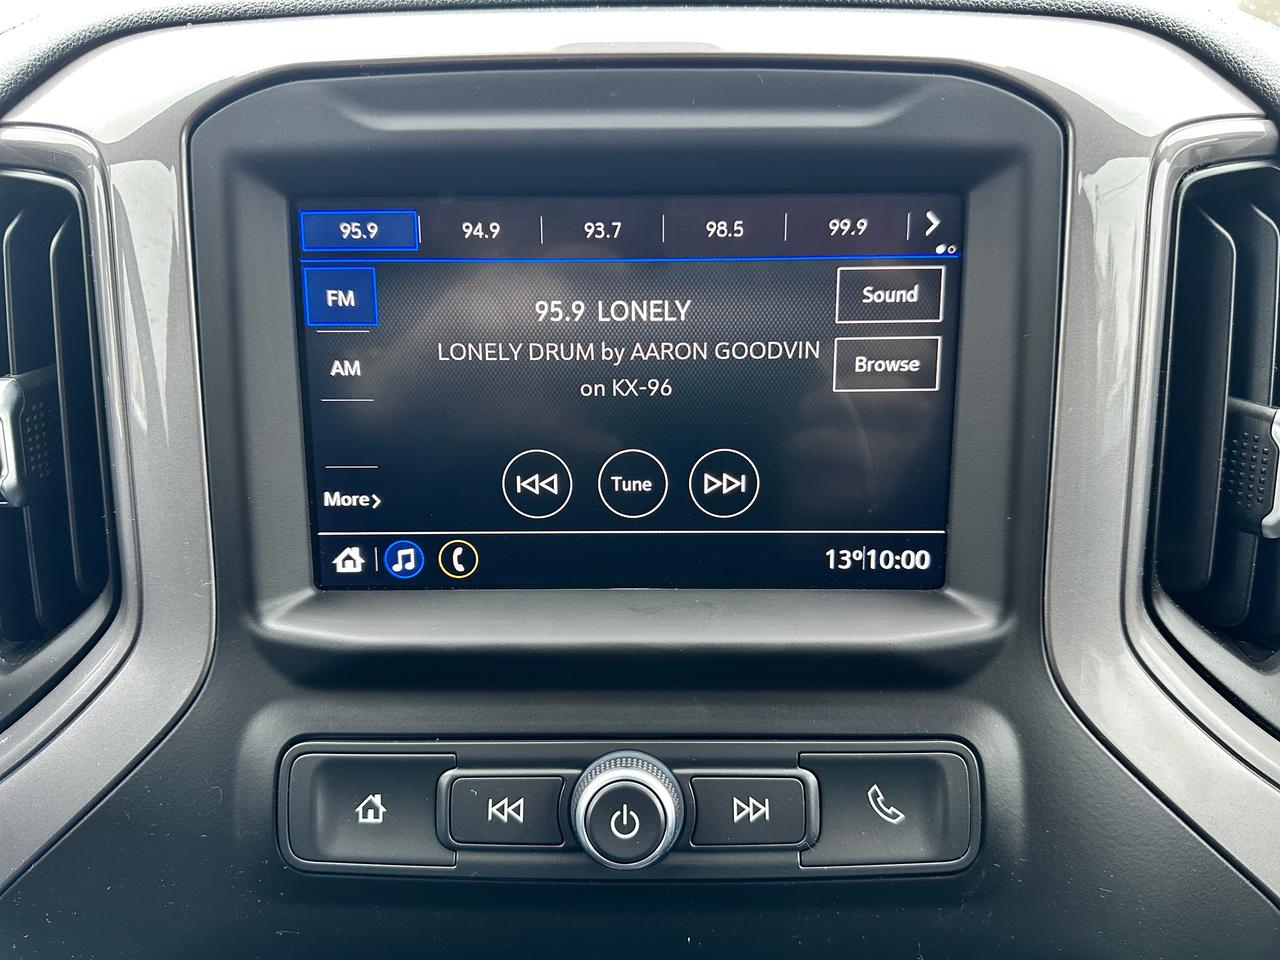 95.9 94.9 93.7 98.5 99.9
FM
AM
More
95.9 LONELY
LONELY DRUM by AARON GOODVIN
on KX-96
Sound
Browse
Tune
13° 10:00